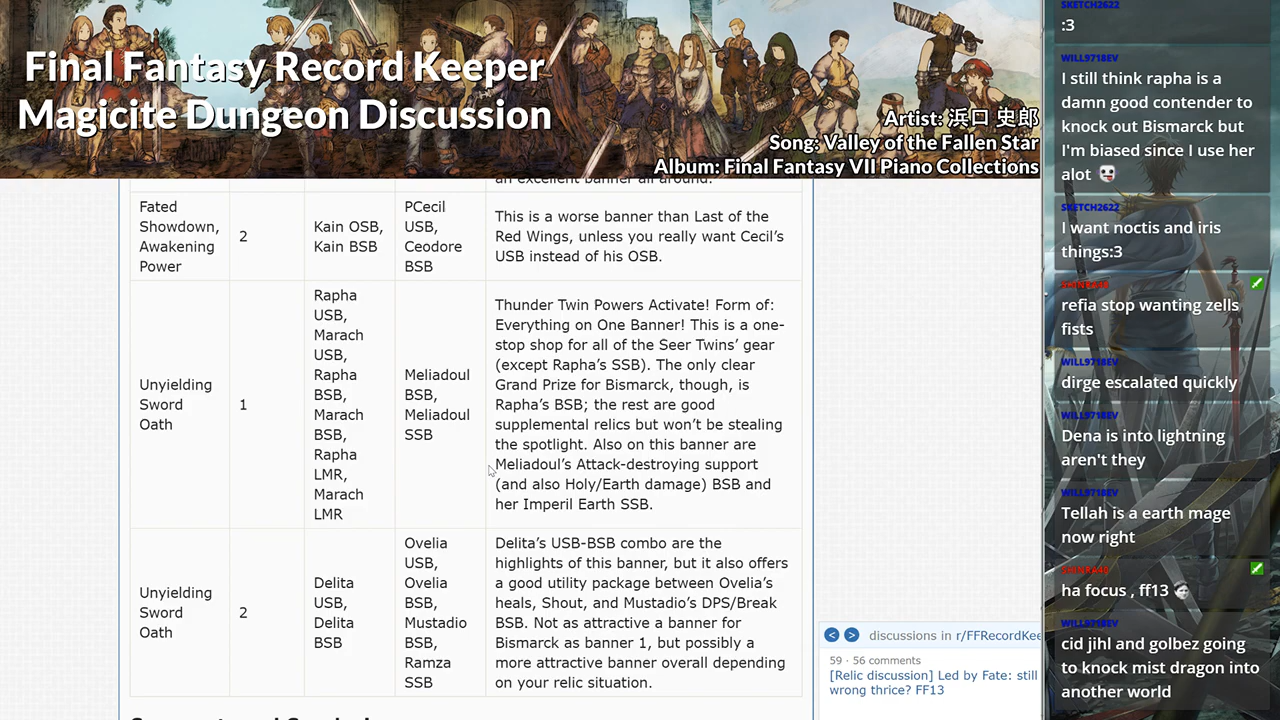 Final Fantasy Record Keeper
Magicite Dungeon Discussion
Artist: 浜口 史郎
Song: Valley of the Fallen Star
Album: Final Fantasy VII Piano Collections
an excellent banner all around.
Fated
Showdown,
Awakening
Power
2
Kain OSB,
Kain BSB
PCecil
USB,
Ceodore
BSB
This is a worse banner than Last of the
Red Wings, unless you really want Cecil’s
USB instead of his OSB.
Unyielding
Sword
Oath
1
Rapha
USB,
Marach
USB,
Rapha
BSB,
Marach
BSB,
Rapha
LMR,
Marach
LMR
Meliadoul
BSB,
Meliadoul
SSB
Thunder Twin Powers Activate! Form of:
Everything on One Banner! This is a one-
stop shop for all of the Seer Twins’ gear
(except Rapha’s SSB). The only clear
Grand Prize for Bismarck, though, is
Rapha’s BSB; the rest are good
supplemental relics but won’t be stealing
the spotlight. Also on this banner are
Meliadoul’s Attack-destroying support
(and also Holy/Earth damage) BSB and
her Imperil Earth SSB.
Unyielding
Sword
Oath
2
Delita
USB,
Delita
BSB
Ovelia
USB,
Ovelia
BSB,
Mustadio
BSB,
Ramza
SSB
Delita’s USB-BSB combo are the
highlights of this banner, but it also offers
a good utility package between Ovelia’s
heals, Shout, and Mustadio’s DPS/Break
BSB. Not as attractive a banner for
Bismarck as banner 1, but possibly a
more attractive banner overall depending
on your relic situation.
< > discussions in r/FFRecordKee
59 · 56 comments
[Relic discussion] Led by Fate: still
wrong thrice? FF13
SKETCH2622
:3
WILL9718EV
I still think rapha is a
damn good contender to
knock out Bismarck but
I'm biased since I use her
alot
SKETCH2622
I want noctis and iris
things:3
SHINRA40
refia stop wanting zells
fists
WILL9718EV
dirge escalated quickly
WILL9718EV
Dena is into lightning
aren't they
WILL9718EV
Tellah is a earth mage
now right
SHINRA40
ha focus , ff13
WILL9718EV
cid jihl and golbez going
to knock mist dragon into
another world